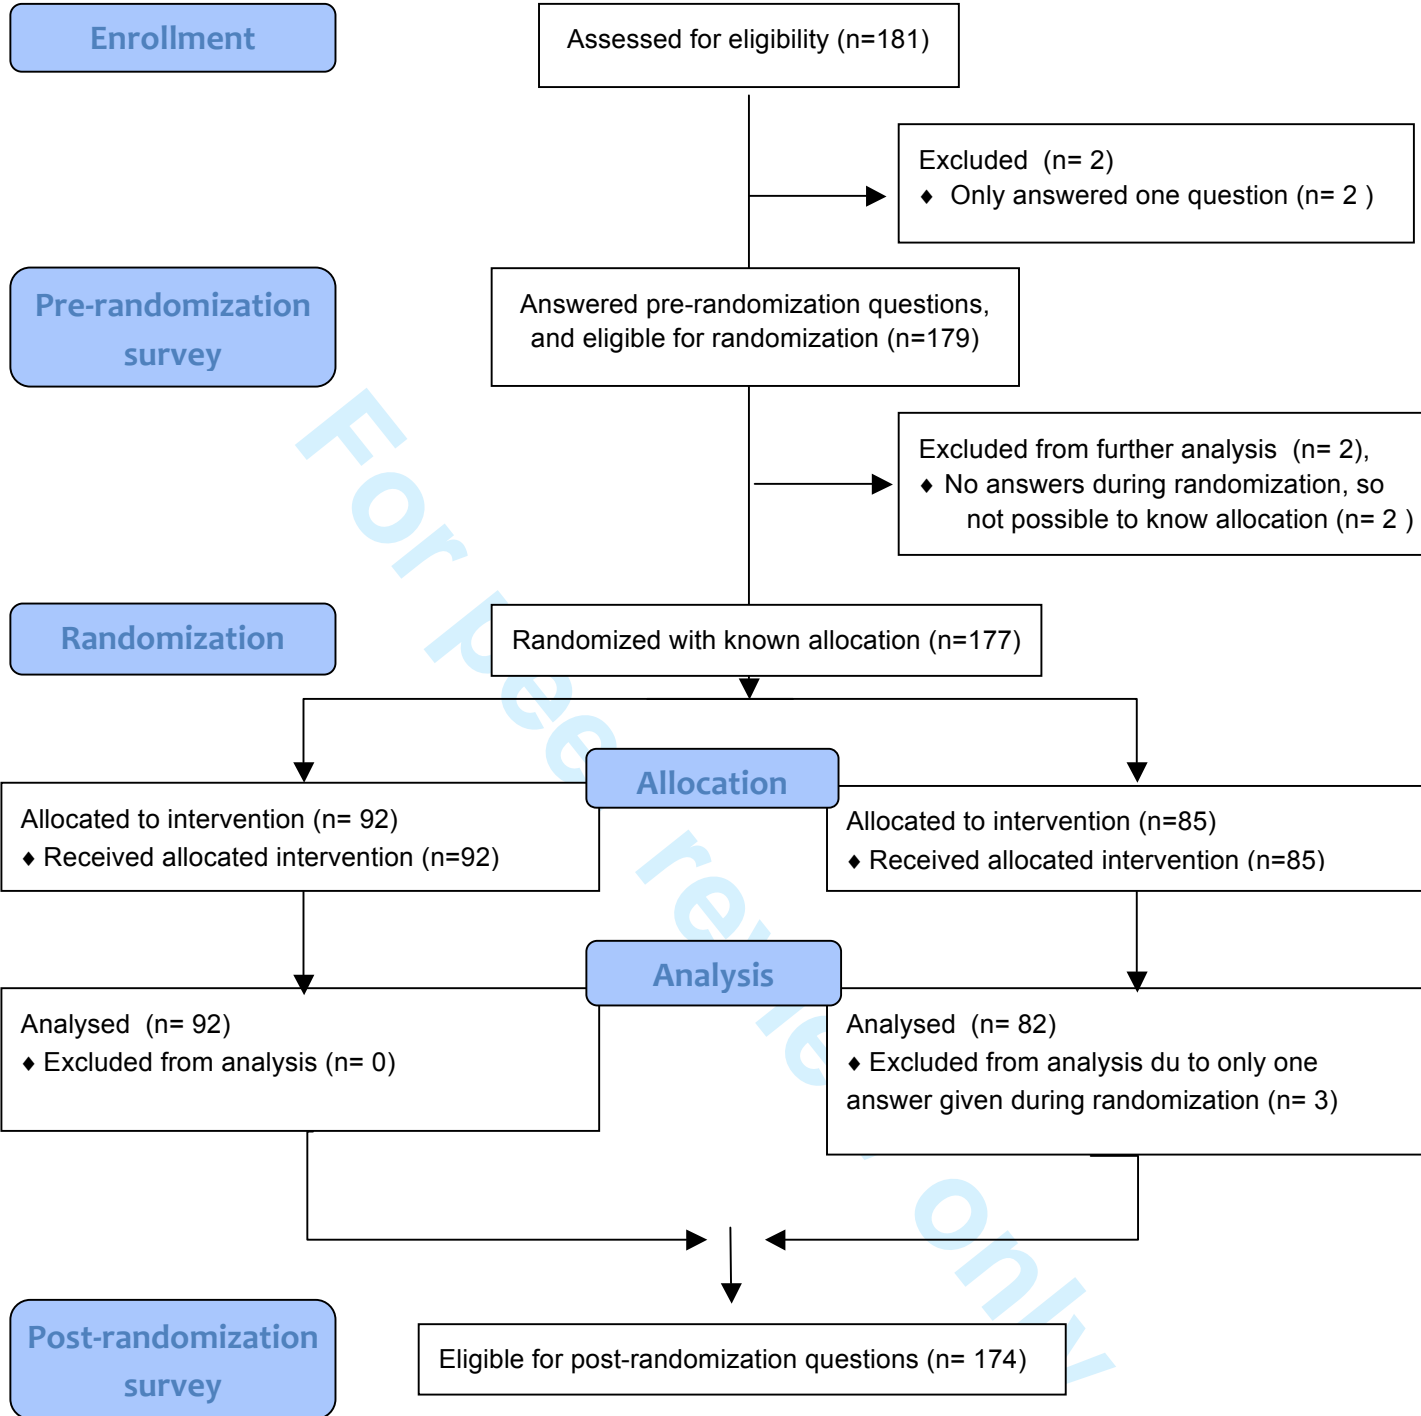 Enrollment
Assessed for eligibility (n=181)
Excluded  (n= 2)
♦ Only answered one question (n= 2 )
Pre-randomization
survey
Answered pre-randomization questions,
and eligible for randomization (n=179)
Excluded from further analysis  (n= 2),
♦ No answers during randomization, so
not possible to know allocation (n= 2 )
Randomization
Randomized with known allocation (n=177)
Allocation
Allocated to intervention (n= 92)
♦ Received allocated intervention (n=92)
Allocated to intervention (n=85)
♦ Received allocated intervention (n=85)
Analysis
Analysed  (n= 92)
♦ Excluded from analysis (n= 0)
Analysed  (n= 82)
♦ Excluded from analysis du to only one
answer given during randomization (n= 3)
Post-randomization
survey
Eligible for post-randomization questions (n= 174)
For peer review only